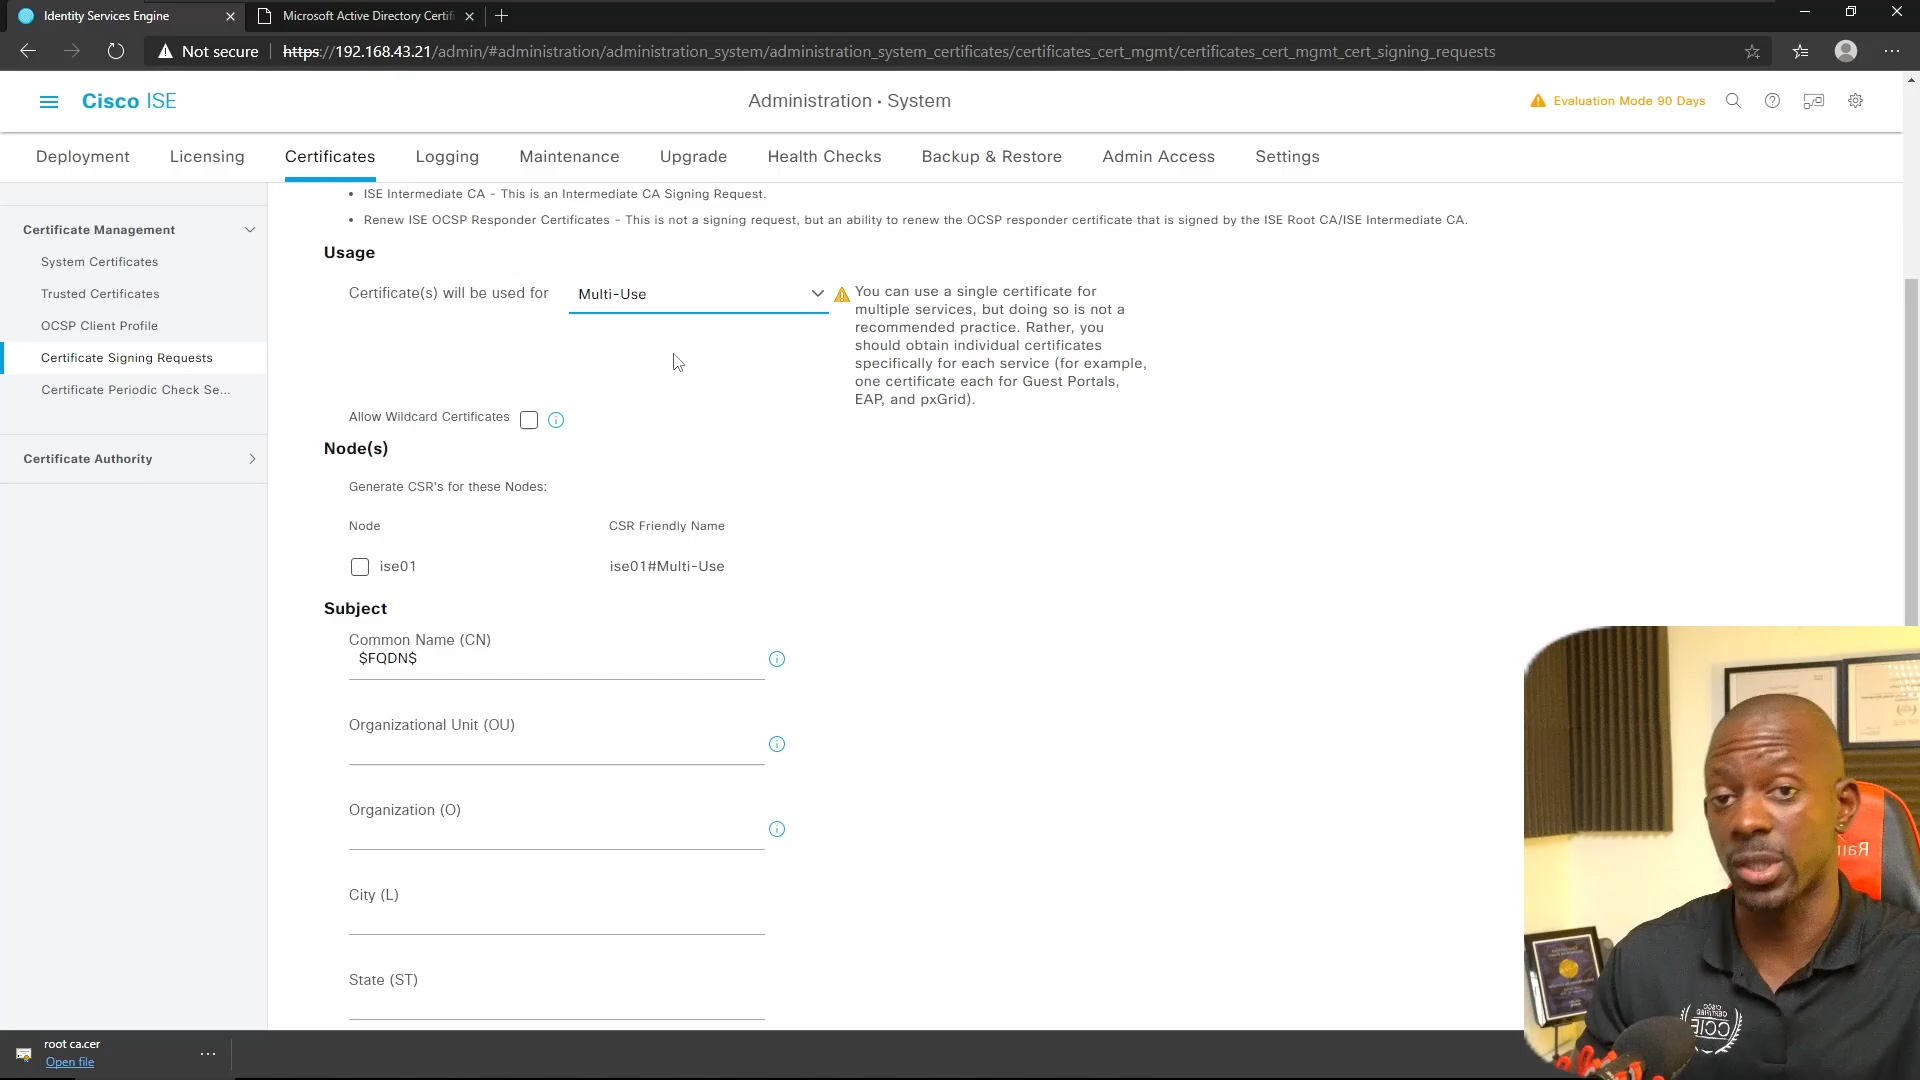 Identity Services Engine
Microsoft Active Directory Certifi
Not secure
https://192.168.43.21/admin/#administration/administration_system/administration_system_certificates/certificates_cert_mgmt/certificates_cert_mgmt_cert_signing_requests
Cisco ISE
Administration · System
Evaluation Mode 90 Days
Deployment
Licensing
Certificates
Logging
Maintenance
Upgrade
Health Checks
Backup & Restore
Admin Access
Settings
Certificate Management
System Certificates
Trusted Certificates
OCSP Client Profile
Certificate Signing Requests
Certificate Periodic Check Se...
Certificate Authority
• ISE Intermediate CA - This is an Intermediate CA Signing Request.
• Renew ISE OCSP Responder Certificates - This is not a signing request, but an ability to renew the OCSP responder certificate that is signed by the ISE Root CA/ISE Intermediate CA.
Usage
Certificate(s) will be used for
Multi-Use
You can use a single certificate for
multiple services, but doing so is not a
recommended practice. Rather, you
should obtain individual certificates
specifically for each service (for example,
one certificate each for Guest Portals,
EAP, and pxGrid).
Allow Wildcard Certificates
Node(s)
Generate CSR's for these Nodes:
Node
CSR Friendly Name
ise01
ise01#Multi-Use
Subject
Common Name (CN)
$FQDN$
Organizational Unit (OU)
Organization (O)
City (L)
State (ST)
CISCO
CERTIFIED
CCIE
root ca.cer
Open file